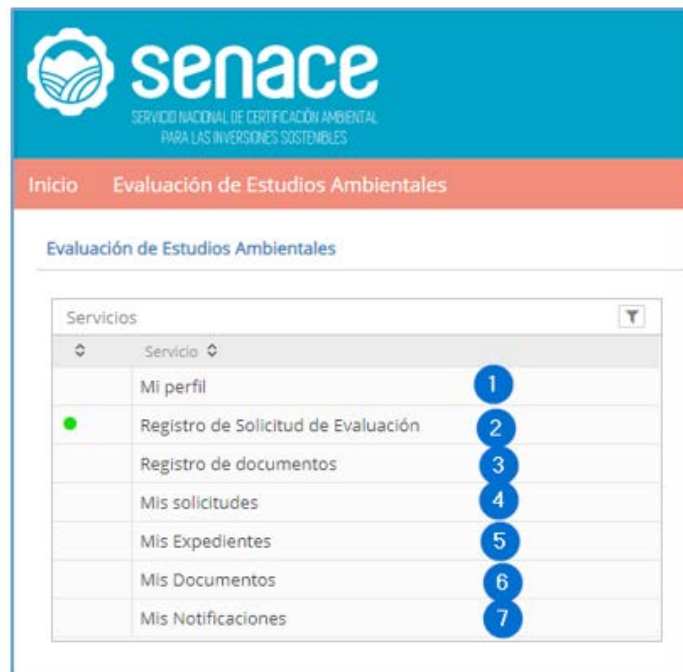 senace
SERVICIO NACIONAL DE CERTIFICACIÓN AMBIENTAL
PARA LAS INVERSIONES SOSTENIBLES
Inicio Evaluación de Estudios Ambientales
Evaluación de Estudios Ambientales
Servicios
Servicio
Mi perfil 1
Registro de Solicitud de Evaluación 2
Registro de documentos 3
Mis solicitudes 4
Mis Expedientes 5
Mis Documentos 6
Mis Notificaciones 7